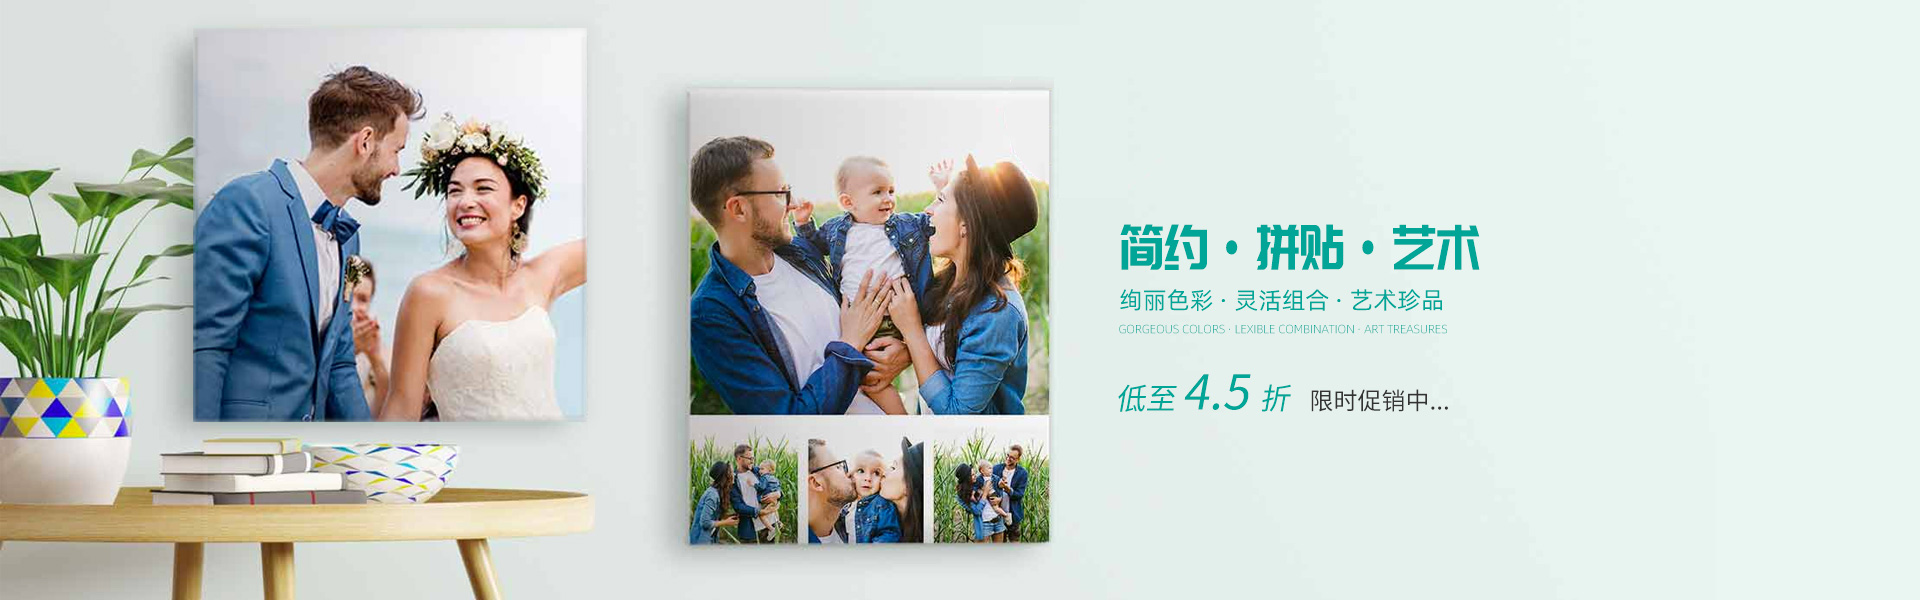 简约·拼贴·艺术
绚丽色彩·灵活组合·艺术珍品
GORGEOUS COLORS · LEXIBLE COMBINATION · ART TREASURES
低至 4.5 折 限时促销中...